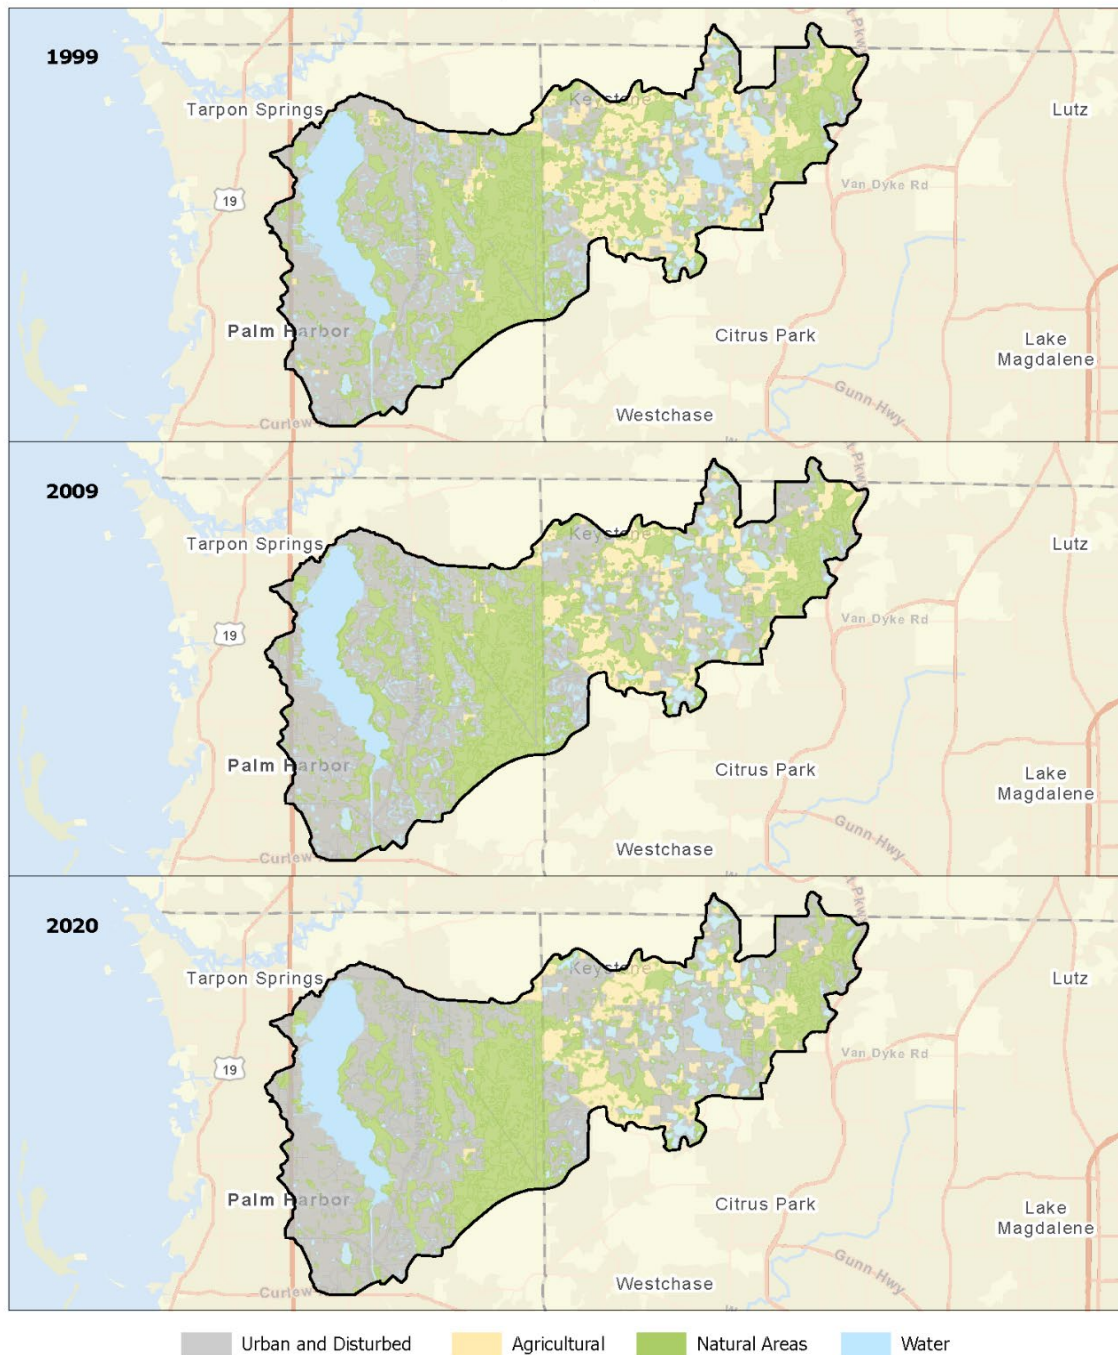 1999
Keystone
Tarpon Springs
Lutz
19
Van Dyke Rd
Palm Harbor
Citrus Park
Lake
Magdalene
Gunn Hwy
Westchase
Curlew
t Pkwy
2009
Keystone
Tarpon Springs
Lutz
19
Van Dyke Rd
Palm Harbor
Citrus Park
Lake
Magdalene
Gunn Hwy
Westchase
Curlew
t Pkwy
2020
Keystone
Tarpon Springs
Lutz
19
Van Dyke Rd
Palm Harbor
Citrus Park
Lake
Magdalene
Gunn Hwy
Westchase
Curlew
t Pkwy
Urban and Disturbed Agricultural Natural Areas Water